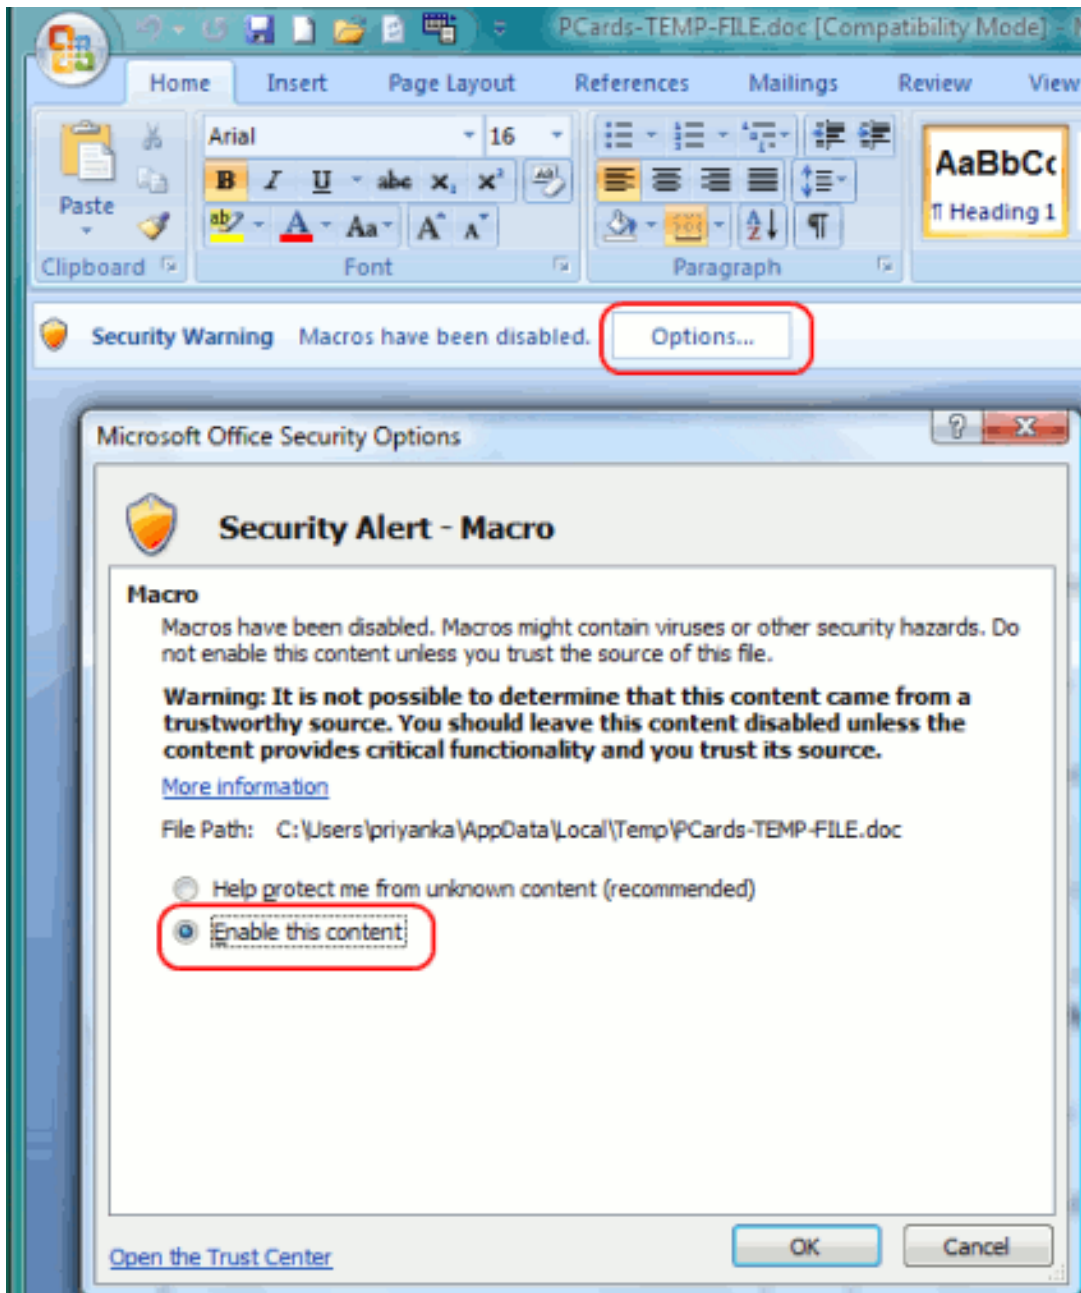 PCards-TEMP-FILE.doc [Compatibility Mode] -
Home Insert Page Layout References Mailings Review View
Arial 16
Paste
B I U abc x₂ x² Aa
ab A Aa A A A Z ¶
AaBbCc
¶ Heading 1
Clipboard Font Paragraph
Security Warning Macros have been disabled. Options...
Microsoft Office Security Options
Security Alert - Macro
Macro
Macros have been disabled. Macros might contain viruses or other security hazards. Do
not enable this content unless you trust the source of this file.
Warning: It is not possible to determine that this content came from a
trustworthy source. You should leave this content disabled unless the
content provides critical functionality and you trust its source.
More information
File Path: C:\Users\priyanka\AppData\Local\Temp\PCards-TEMP-FILE.doc
Help protect me from unknown content (recommended)
Enable this content
Open the Trust Center OK Cancel